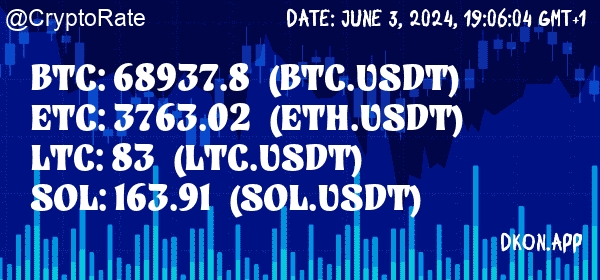 @CryptoRate
DATE: JUNE 3, 2024, 19:06:04 GMT+1
BTC: 68937.8 (BTC.USDT)
ETC: 3763.02 (ETH.USDT)
LTC: 83 (LTC.USDT)
SOL: 163.91 (SOL.USDT)
DKON.APP